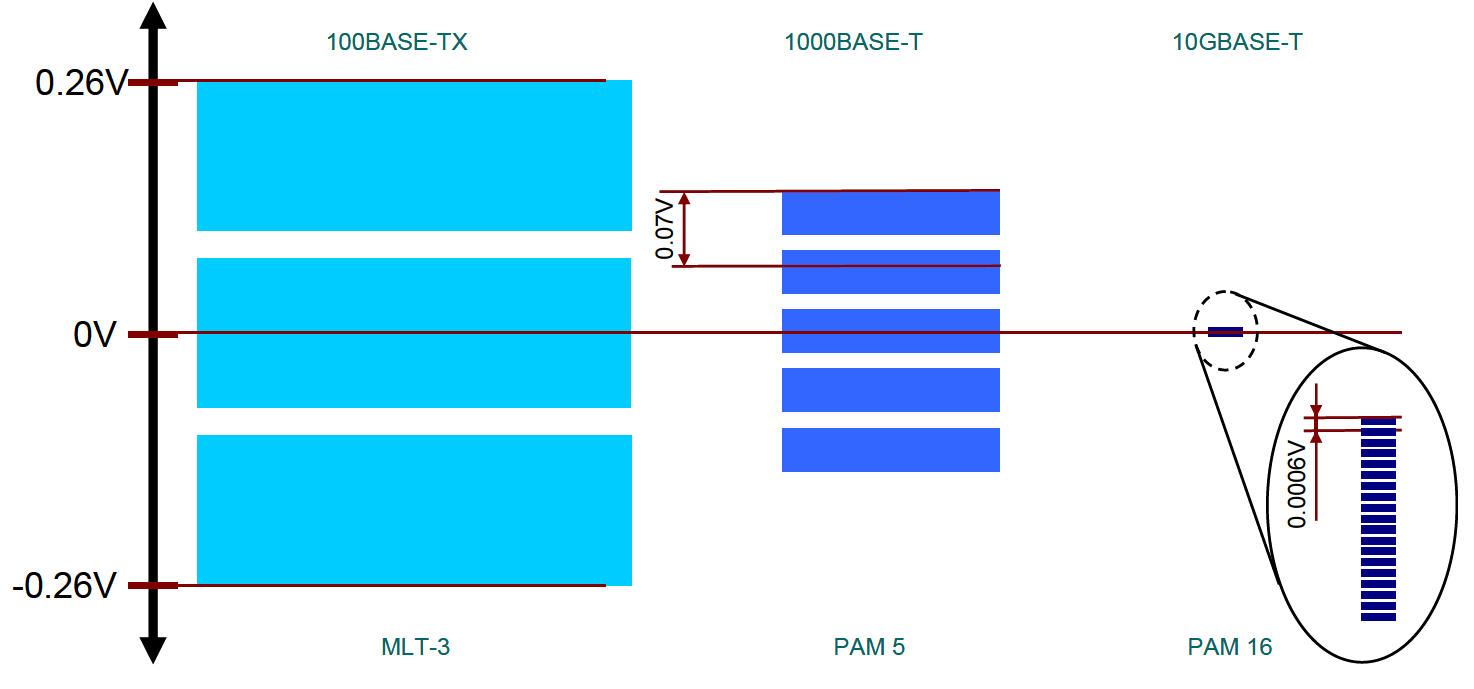 100BASE-TX
1000BASE-T
10GBASE-T
0.26V
0.07V
0V
0.0006V
-0.26V
MLT-3
PAM 5
PAM 16